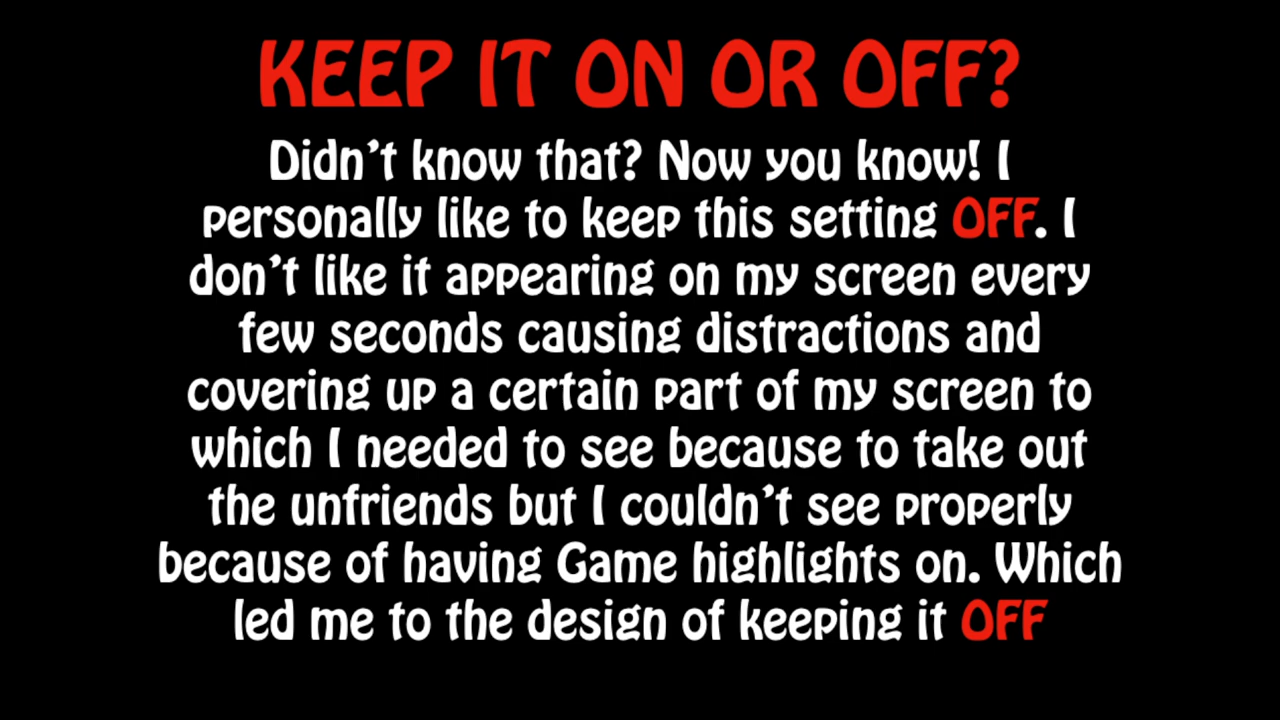 KEEP IT ON OR OFF?
Didn't know that? Now you know! I
personally like to keep this setting OFF. I
don't like it appearing on my screen every
few seconds causing distractions and
covering up a certain part of my screen to
which I needed to see because to take out
the unfriends but I couldn't see properly
because of having Game highlights on. Which
led me to the design of keeping it OFF